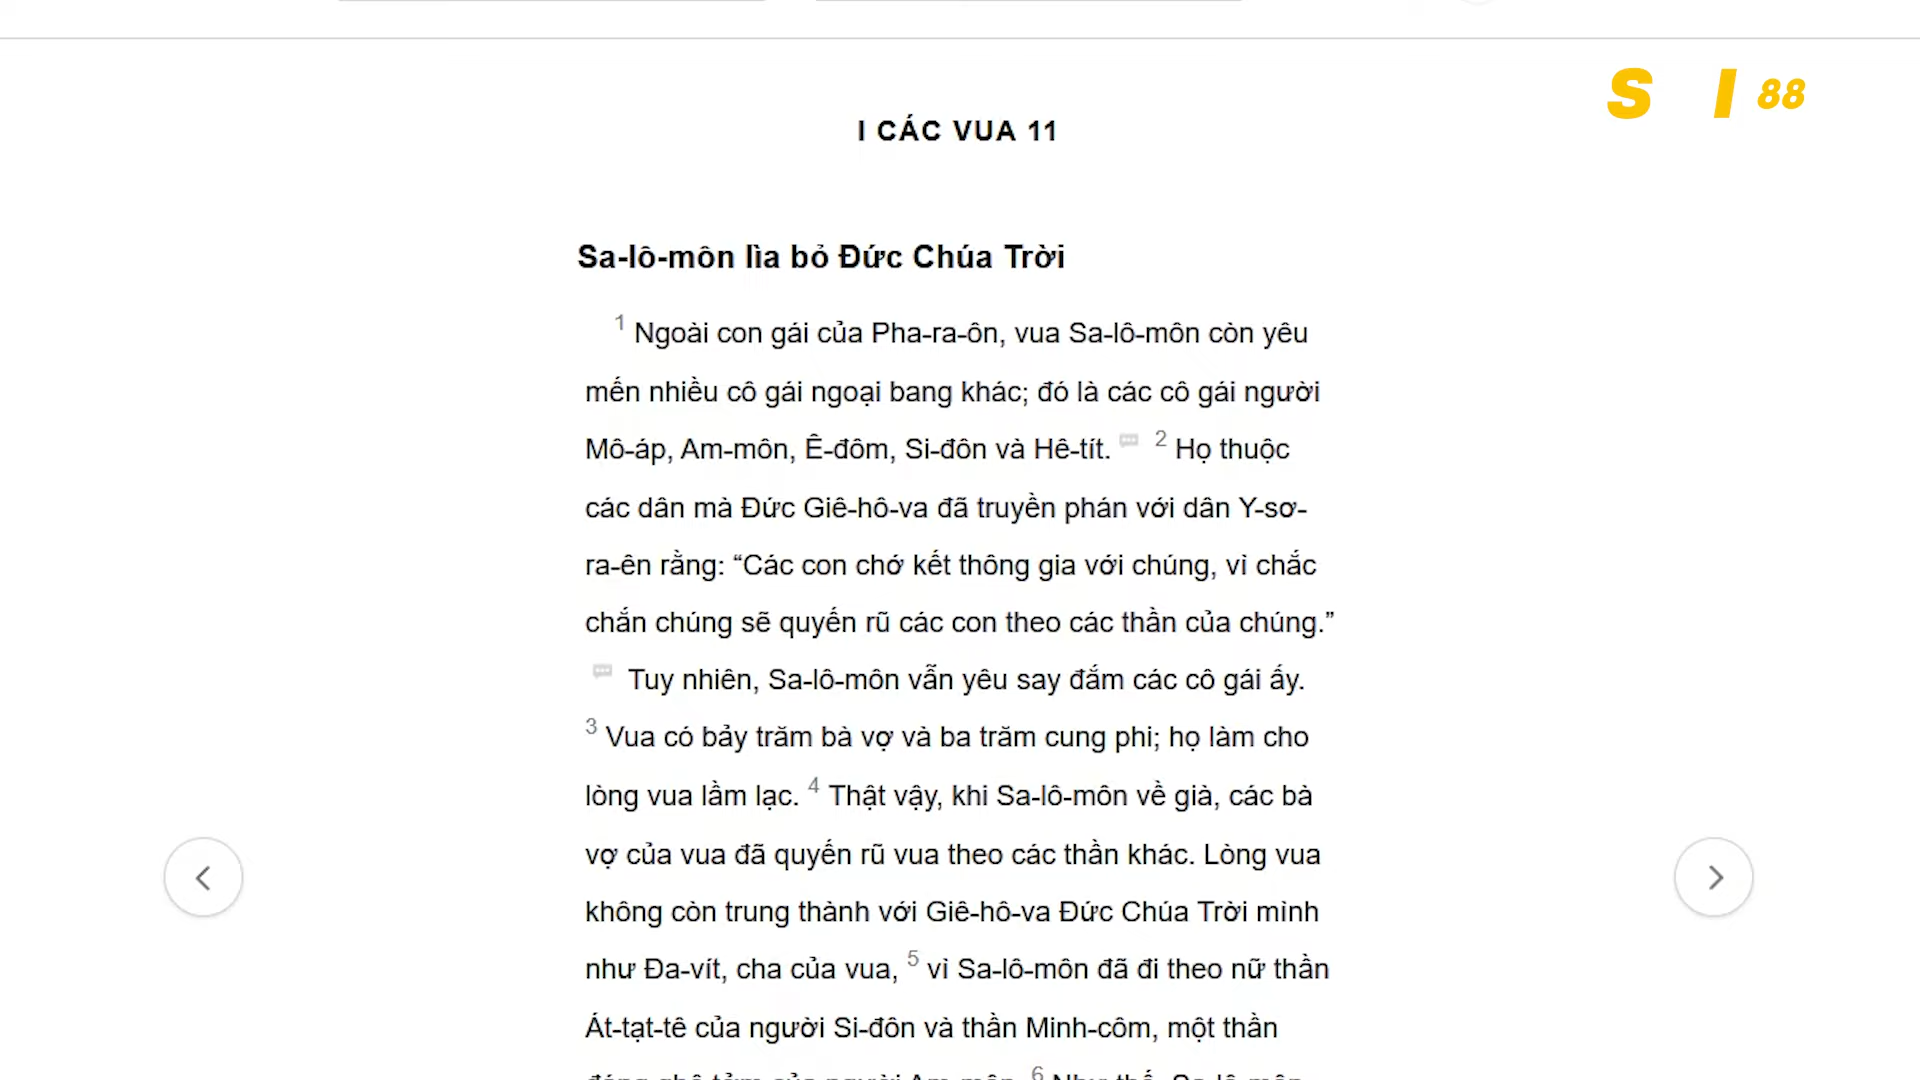 S I 88
I CÁC VUA 11
Sa-lô-môn lìa bỏ Đức Chúa Trời
1 Ngoài con gái của Pha-ra-ôn, vua Sa-lô-môn còn yêu
mến nhiều cô gái ngoại bang khác; đó là các cô gái người
Mô-áp, Am-môn, Ê-đôm, Si-đôn và Hê-tít. 2 Họ thuộc
các dân mà Đức Giê-hô-va đã truyền phán với dân Y-sơ-
ra-ên rằng: “Các con chớ kết thông gia với chúng, vì chắc
chắn chúng sẽ quyến rũ các con theo các thần của chúng.”
Tuy nhiên, Sa-lô-môn vẫn yêu say đắm các cô gái ấy.
3 Vua có bảy trăm bà vợ và ba trăm cung phi; họ làm cho
lòng vua lầm lạc. 4 Thật vậy, khi Sa-lô-môn về già, các bà
vợ của vua đã quyến rũ vua theo các thần khác. Lòng vua
không còn trung thành với Giê-hô-va Đức Chúa Trời mình
như Đa-vít, cha của vua, 5 vì Sa-lô-môn đã đi theo nữ thần
Át-tạt-tê của người Si-đôn và thần Minh-côm, một thần
6